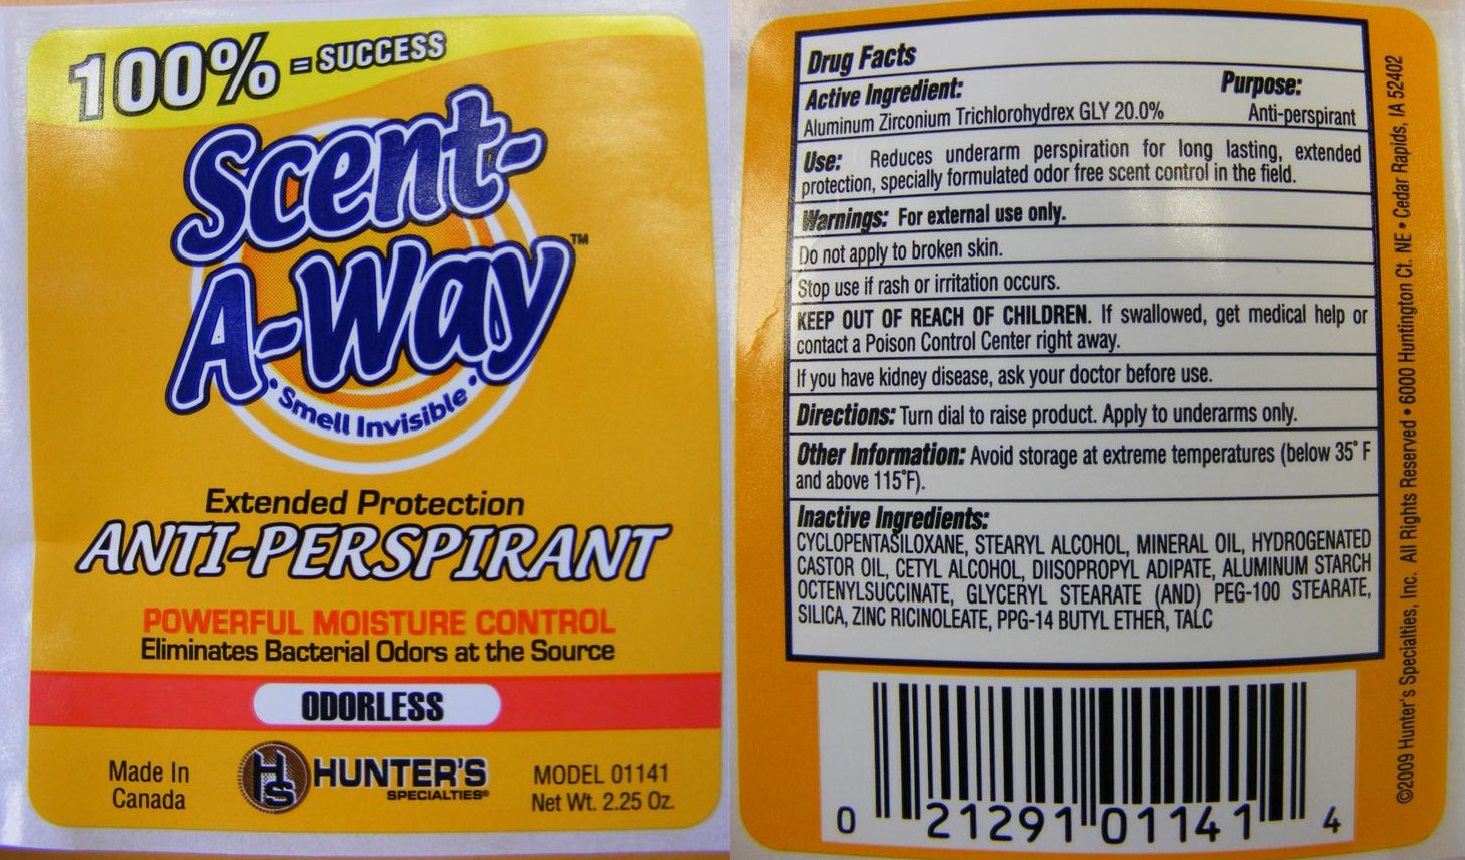 100% = SUCCESS
Scent-
A-Way™
• Smell Invisible •
Extended Protection
ANTI-PERSPIRANT
POWERFUL MOISTURE CONTROL
Eliminates Bacterial Odors at the Source
ODORLESS
Made In
Canada
HS
HUNTER'S
SPECIALTIES®
MODEL 01141
Net Wt. 2.25 Oz.
Drug Facts
Active Ingredient: Purpose:
Aluminum Zirconium Trichlorohydrex GLY 20.0% Anti-perspirant
Use: Reduces underarm perspiration for long lasting, extended
protection, specially formulated odor free scent control in the field.
Warnings: For external use only.
Do not apply to broken skin.
Stop use if rash or irritation occurs.
KEEP OUT OF REACH OF CHILDREN. If swallowed, get medical help or
contact a Poison Control Center right away.
If you have kidney disease, ask your doctor before use.
Directions: Turn dial to raise product. Apply to underarms only.
Other Information: Avoid storage at extreme temperatures (below 35° F
and above 115°F).
Inactive Ingredients:
CYCLOPENTASILOXANE, STEARYL ALCOHOL, MINERAL OIL, HYDROGENATED
CASTOR OIL, CETYL ALCOHOL, DIISOPROPYL ADIPATE, ALUMINUM STARCH
OCTENYLSUCCINATE, GLYCERYL STEARATE (AND) PEG-100 STEARATE,
SILICA, ZINC RICINOLEATE, PPG-14 BUTYL ETHER, TALC
0 21291 01141 4
©2009 Hunter's Specialties, Inc. All Rights Reserved • 6000 Huntington Ct. NE • Cedar Rapids, IA 52402